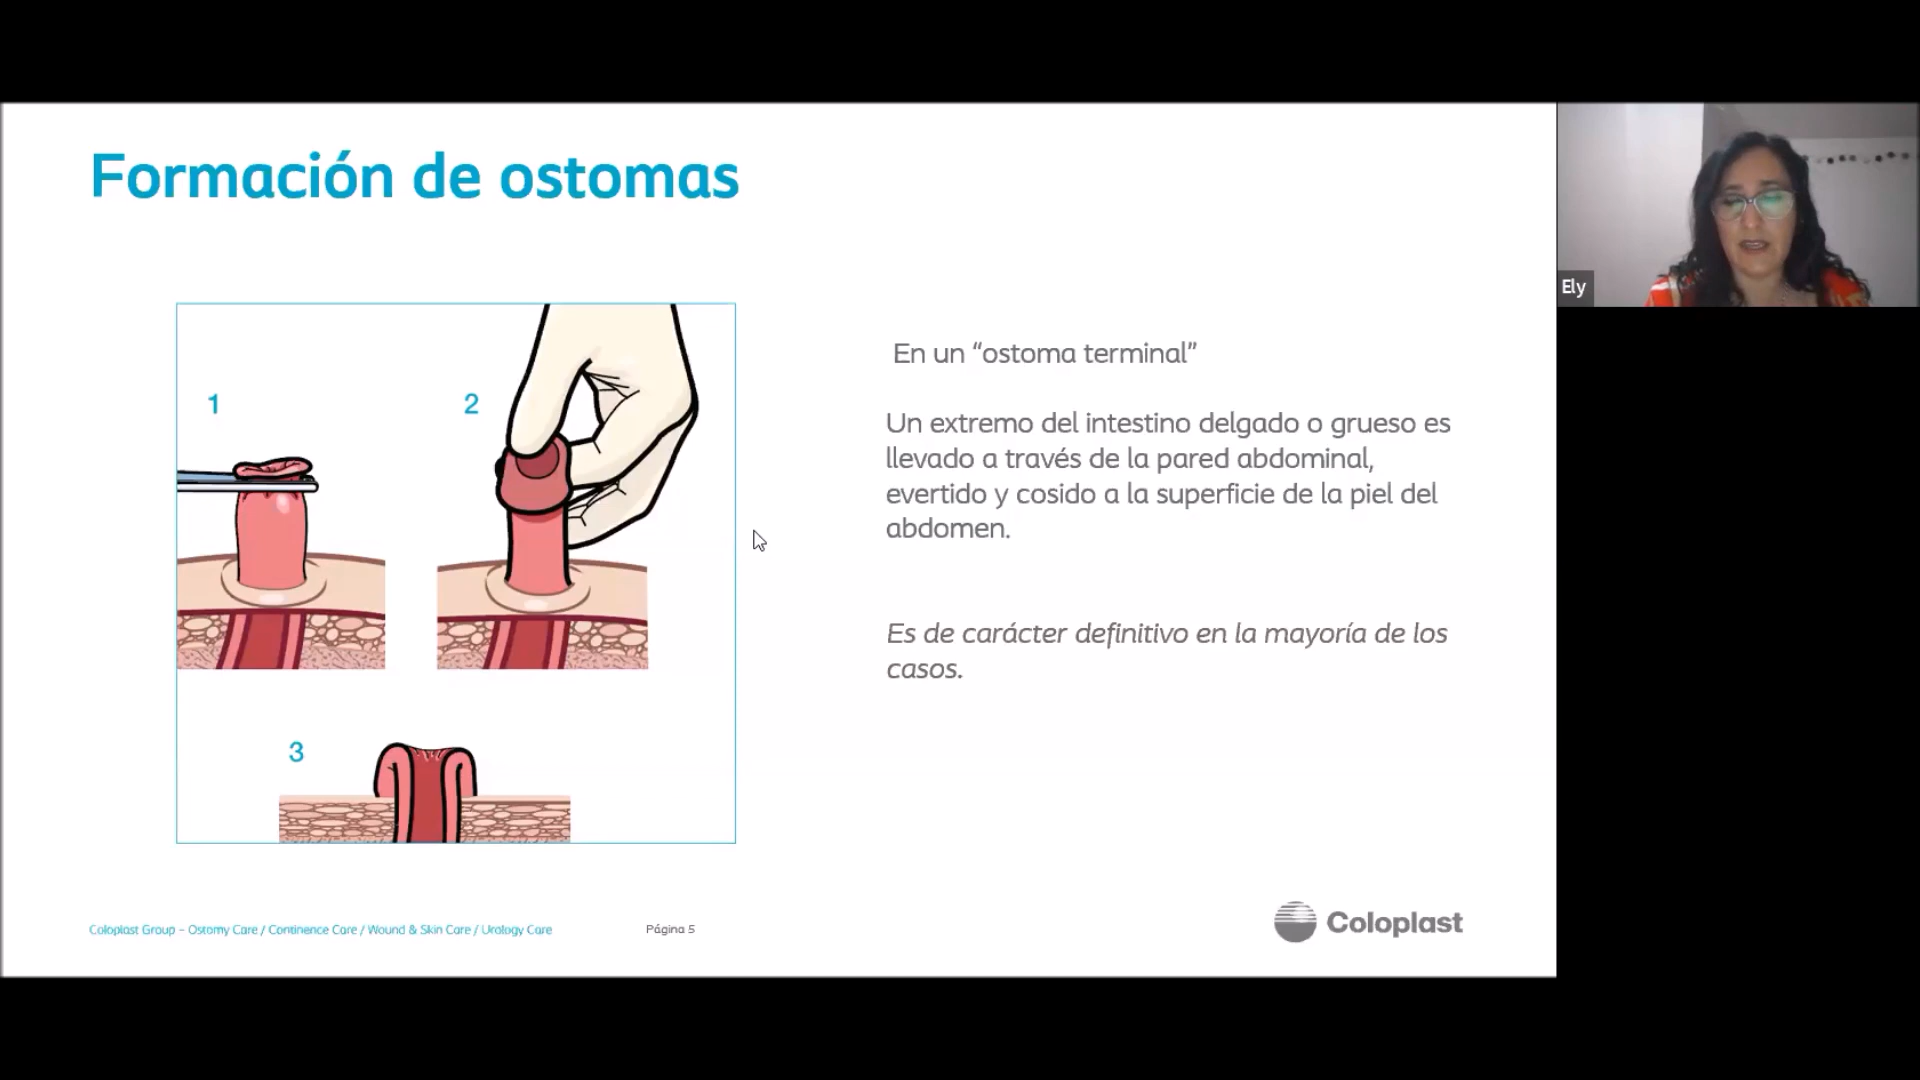 Formación de ostomas
1
2
3
En un “ostoma terminal”
Un extremo del intestino delgado o grueso es
llevado a través de la pared abdominal,
evertido y cosido a la superficie de la piel del
abdomen.
Es de carácter definitivo en la mayoría de los
casos.
Coloplast Group – Ostomy Care / Continence Care / Wound & Skin Care / Urology Care
Página 5
Coloplast
Ely